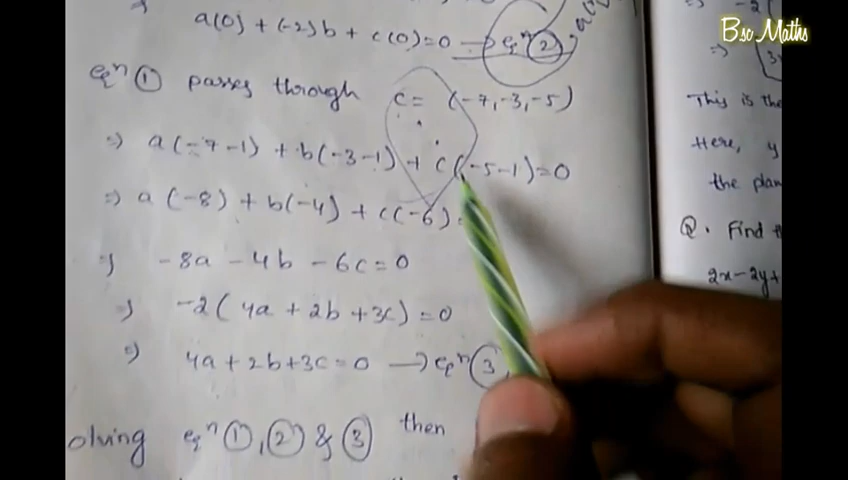 a(0) + (-2)b + c(0) = 0 → eqⁿ (2)
Bsc Maths
eqⁿ (1) passes through c = (-7, -3, -5)
⇒ a(-7-1) + b(-3-1) + c(-5-1) = 0
⇒ a(-8) + b(-4) + c(-6)
⇒ -8a - 4b - 6c = 0
⇒ -2(4a + 2b + 3c) = 0
⇒ 4a + 2b + 3c = 0 → eqⁿ (3)
olving eqⁿ (1), (2) & (3) then
This is the
Here, y
the plan
Q. Find th
2x-2y+